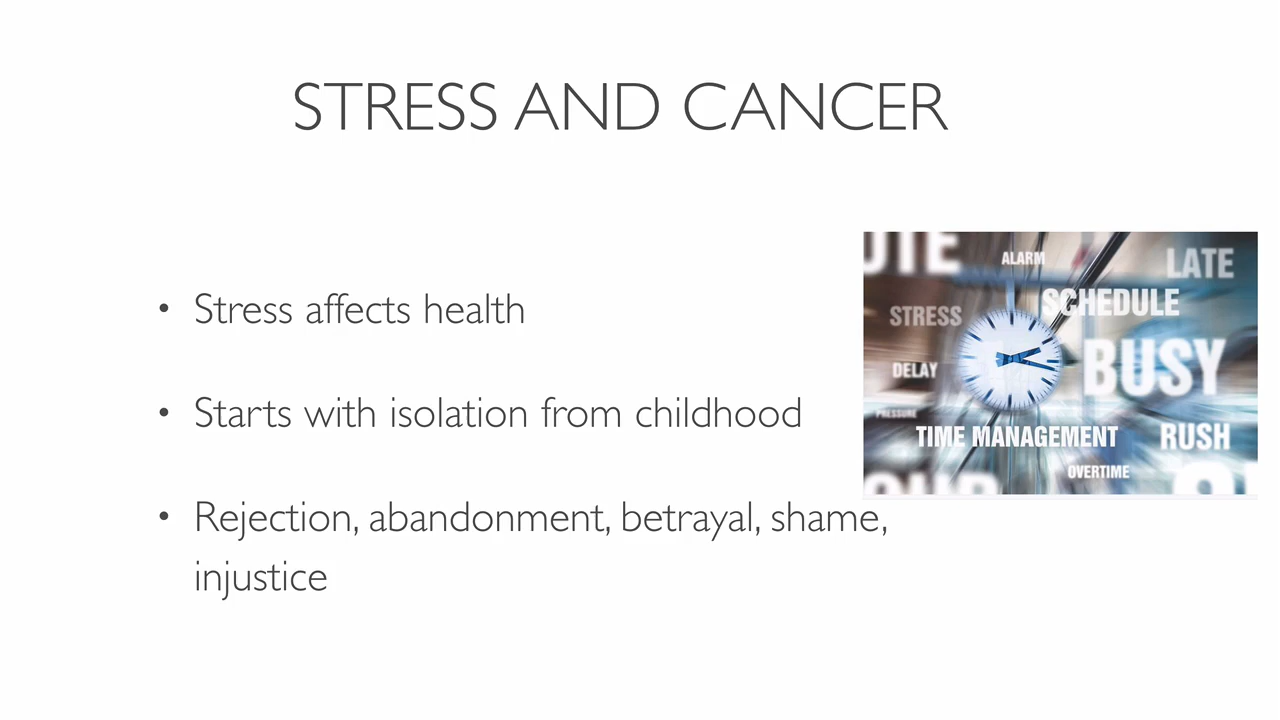 STRESS AND CANCER
• Stress affects health
• Starts with isolation from childhood
• Rejection, abandonment, betrayal, shame,
injustice
ALARM
LATE
SCHEDULE
STRESS
BUSY
DELAY
PRESSURE
TIME MANAGEMENT
RUSH
OVERTIME